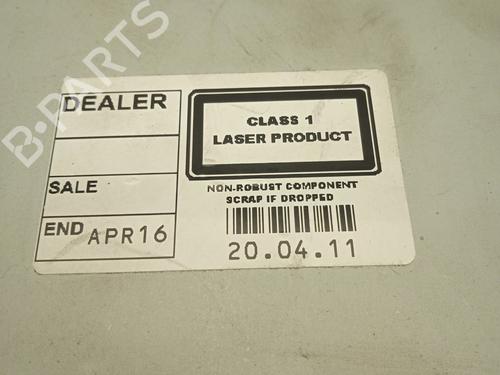 B-PARTS
DEALER
SALE
END APR16
CLASS 1
LASER PRODUCT
NON-ROBUST COMPONENT
SCRAP IF DROPPED
20.04.11